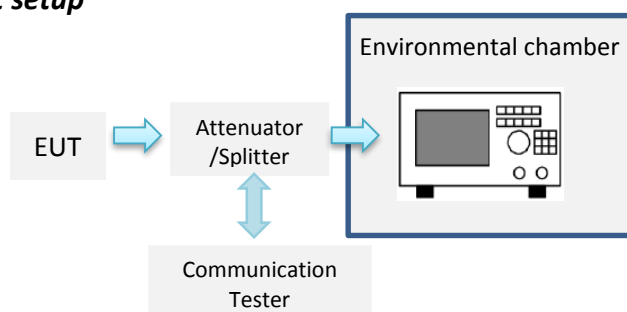 setup
Environmental chamber
EUT
Attenuator
/Splitter
Communication
Tester